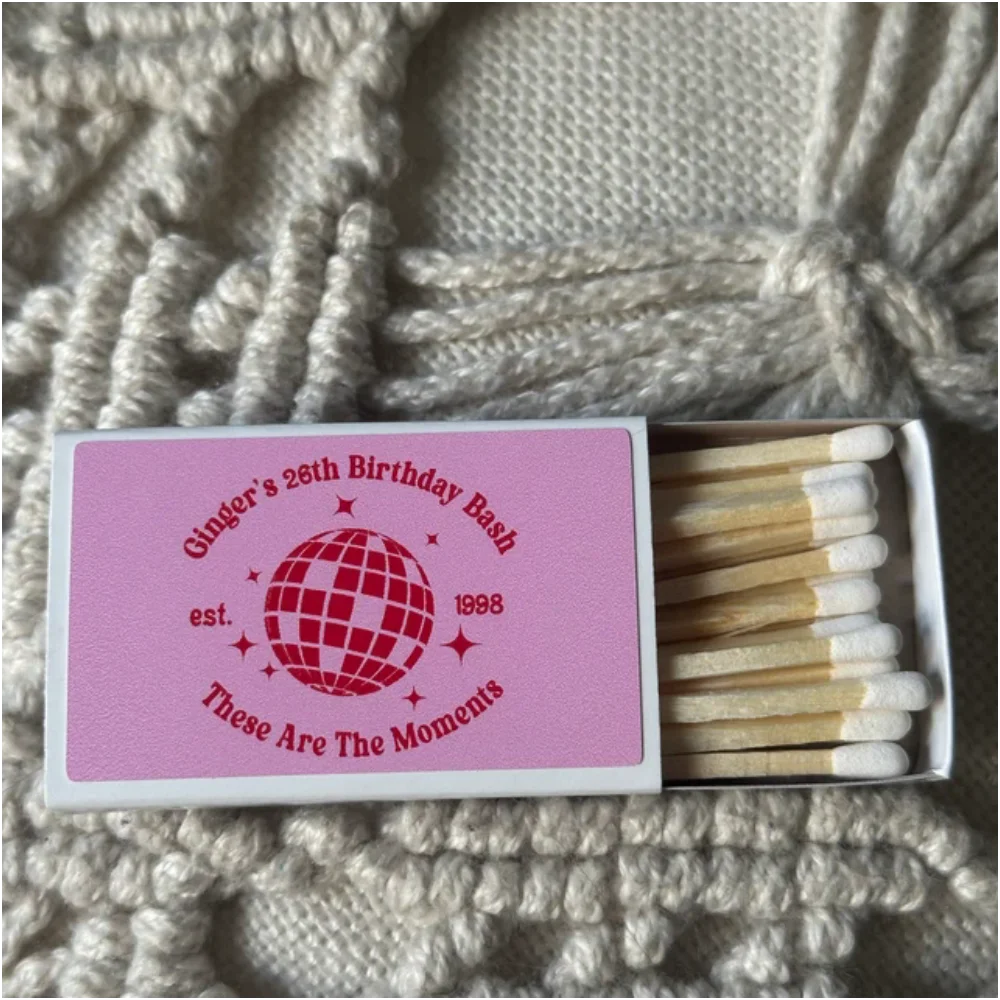 Ginger's 26th Birthday Bash
est.
1998
These Are The Moments